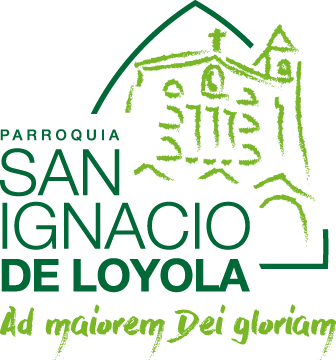 PARROQUIA
SAN
IGNACIO
DE LOYOLA
Ad maiorem Dei gloriam